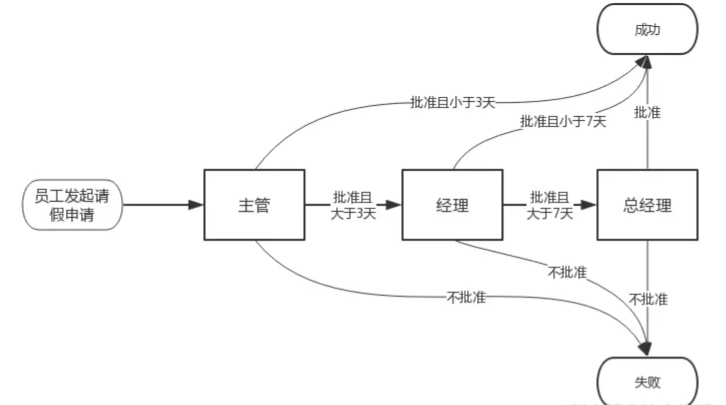 成功
批准且小于3天
批准且小于7天
批准
员工发起请
假申请
主管
批准且
大于3天
经理
批准且
大于7天
总经理
不批准
不批准
不批准
失败